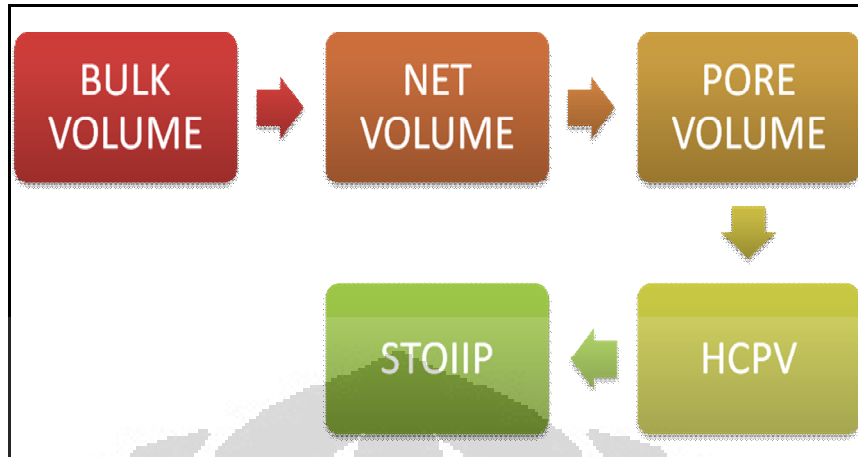 BULK
VOLUME
NET
VOLUME
PORE
VOLUME
STOIIP
HCPV